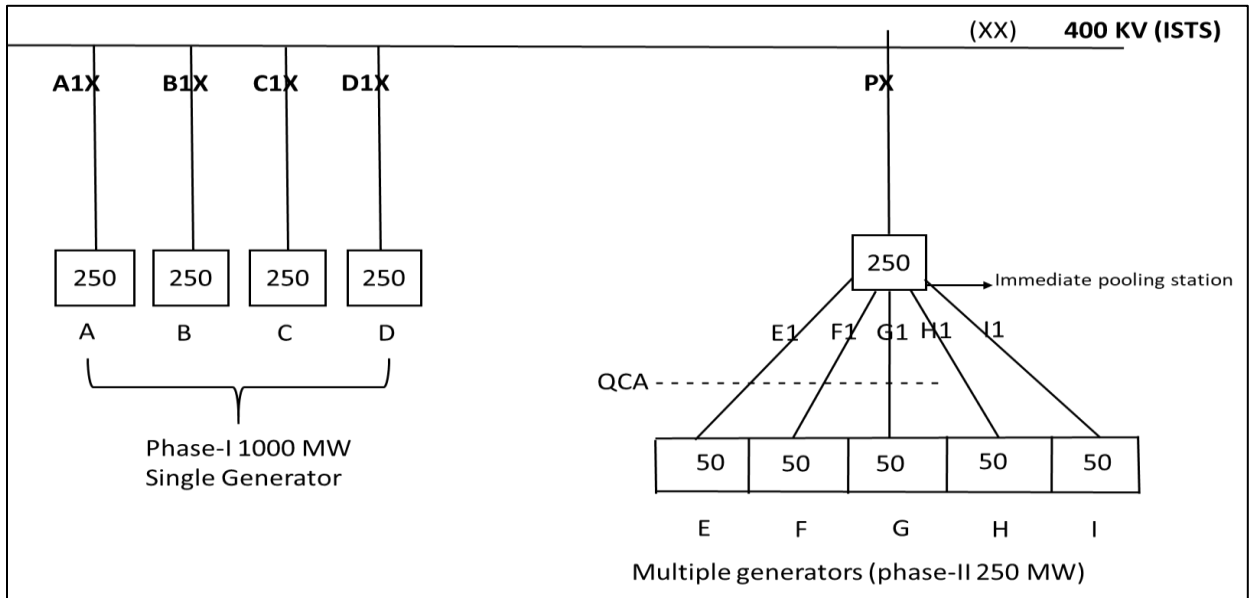 (XX) 400 KV (ISTS)
A1X B1X C1X D1X PX
250 250 250 250
250
Immediate pooling station
A B C D
E1 F1 G1 H1 I1
QCA
Phase-I 1000 MW
Single Generator
50 50 50 50 50
E F G H I
Multiple generators (phase-II 250 MW)